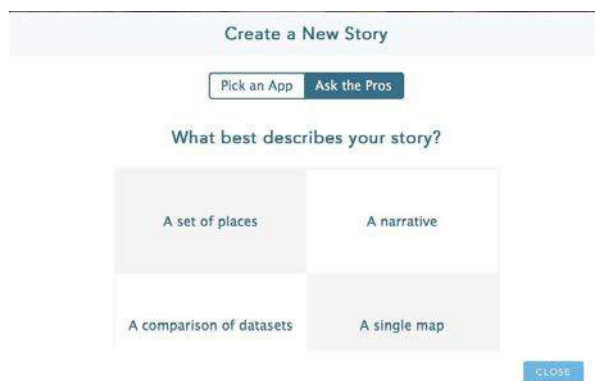 Create a New Story
Pick an App Ask the Pros
What best describes your story?
A set of places A narrative
A comparison of datasets A single map
CLOSE